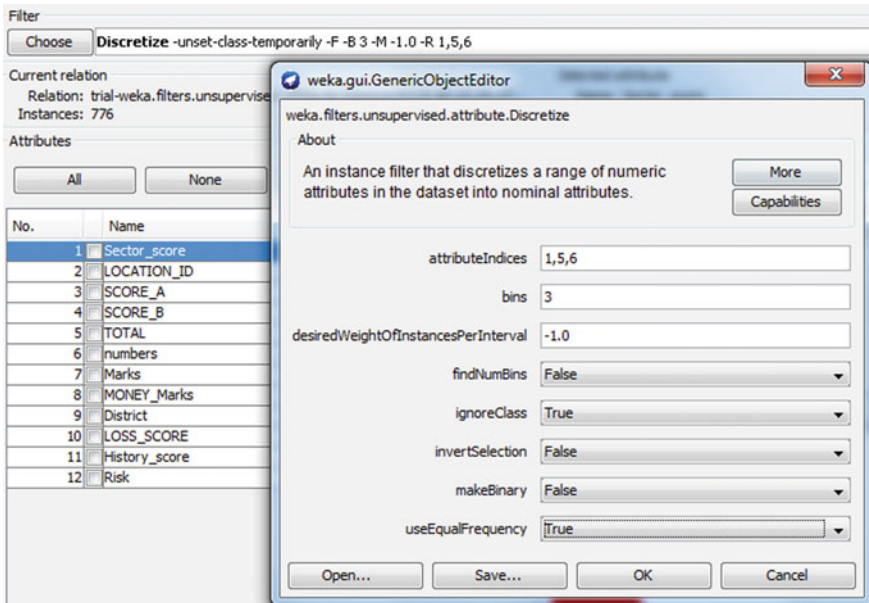 Filter
Choose Discretize -unset-class-temporarily -F -B 3 -M -1.0 -R 1,5,6
Current relation
Relation: trial-weka.filters.unsupervise
Instances: 776
Attributes
All None
No. Name
1 Sector_score
2 LOCATION_ID
3 SCORE_A
4 SCORE_B
5 TOTAL
6 numbers
7 Marks
8 MONEY_Marks
9 District
10 LOSS_SCORE
11 History_score
12 Risk
weka.gui.GenericObjectEditor
weka.filters.unsupervised.attribute.Discretize
About
An instance filter that discretizes a range of numeric
attributes in the dataset into nominal attributes.
More
Capabilities
attributeIndices 1,5,6
bins 3
desiredWeightOfInstancesPerInterval -1.0
findNumBins False
ignoreClass True
invertSelection False
makeBinary False
useEqualFrequency True
Open... Save... OK Cancel